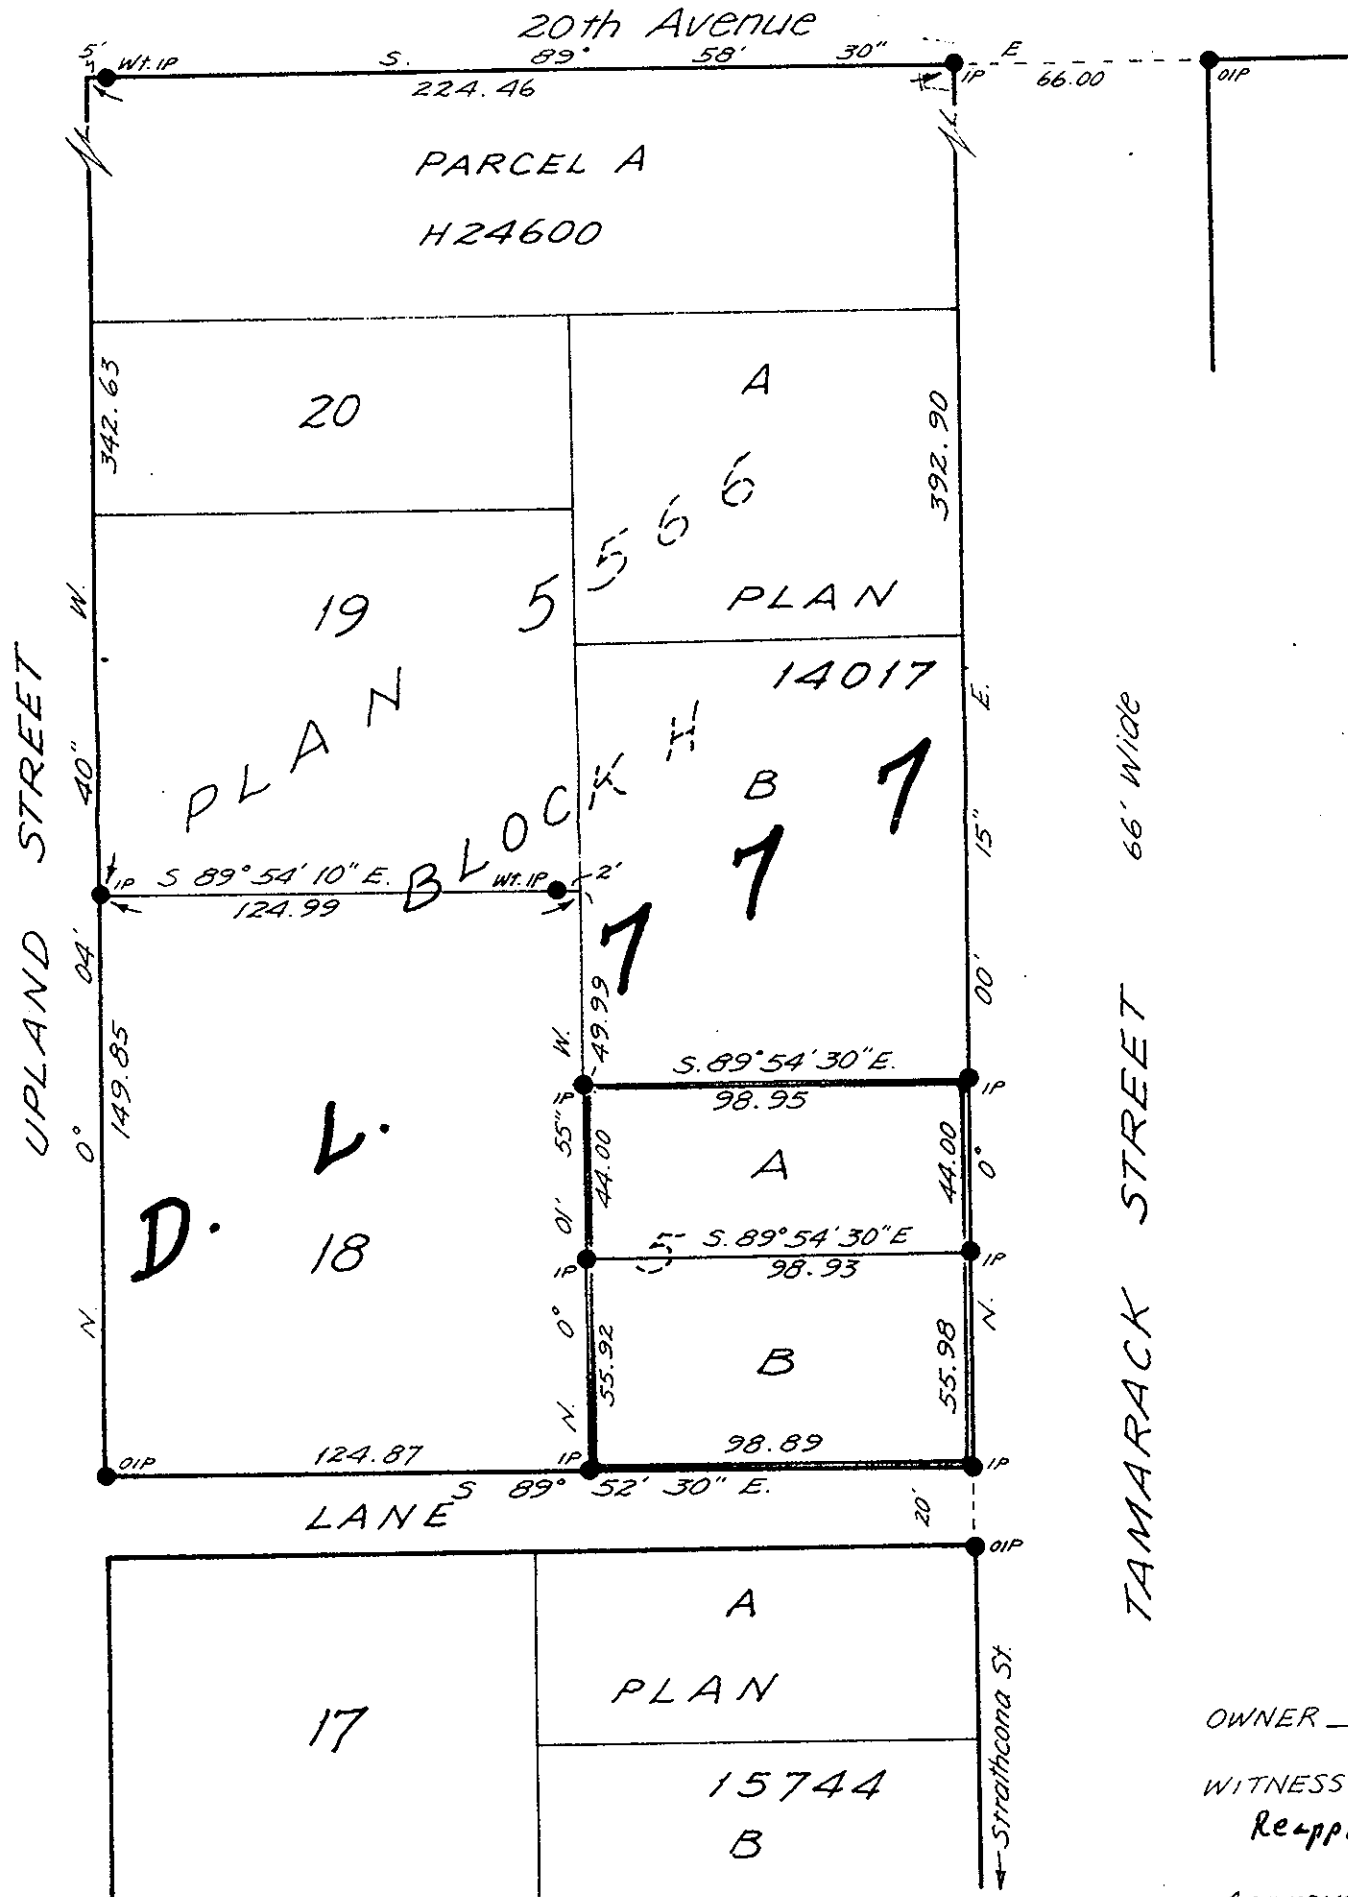 20th Avenue
5' Wt. IP S. 89° 58' 30" E
224.46 IP 66.00 OIP
PARCEL A
H24600
342.63
20
A
392.90
PLAN 5566
19
PLAN
14017
BLOCK H
B
N. 0° 04' 40" W.
UPLAND STREET
66' Wide
TAMARACK STREET
N. 0° 00' 15" E.
IP S 89° 54' 10" E. Wt. IP 2'
124.99
D. L. 777
149.85
49.99
S. 89° 54' 30" E.
IP 98.95 IP
N. 0° 01' 55" W.
44.00 A 44.00
18
5 S. 89° 54' 30" E
IP 98.93 IP
55.92 B 55.98
OIP 124.87 IP 98.89 IP
S 89° 52' 30" E.
LANE 20'
OIP
17
A
PLAN
15744
B
Strathcona St.
OWNER
WITNESS